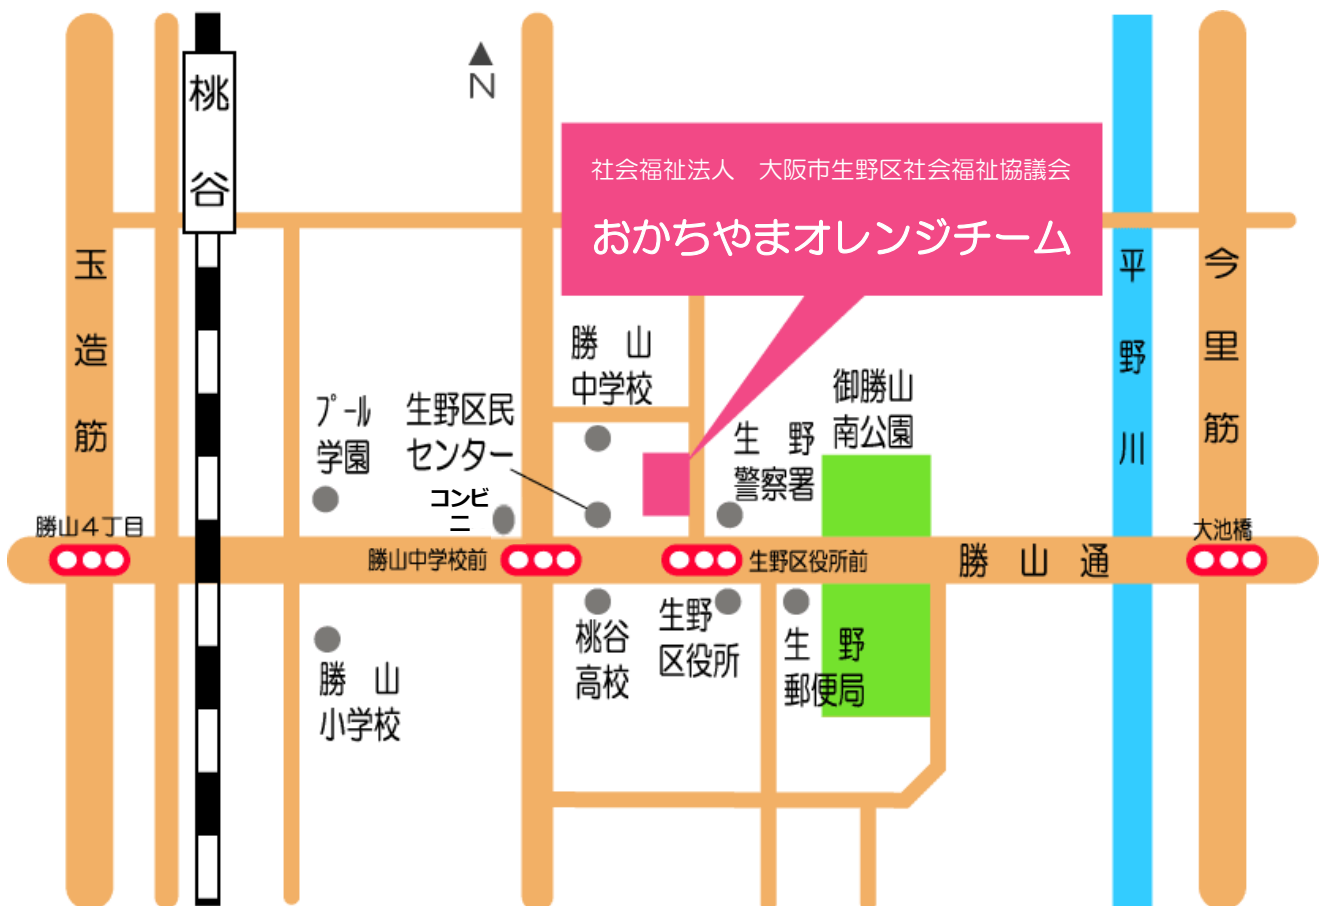 桃谷
N
社会福祉法人　大阪市生野区社会福祉協議会
おかちやまオレンジチーム
玉造筋
平野川
今里筋
勝　山
中学校
プール
学園
生野区民
センター
コンビ
ニ
生　野
警察署
御勝山
南公園
勝山４丁目
勝山中学校前
生野区役所前
勝　山　通
大池橋
勝　山
小学校
桃谷
高校
生野
区役所
生　野
郵便局